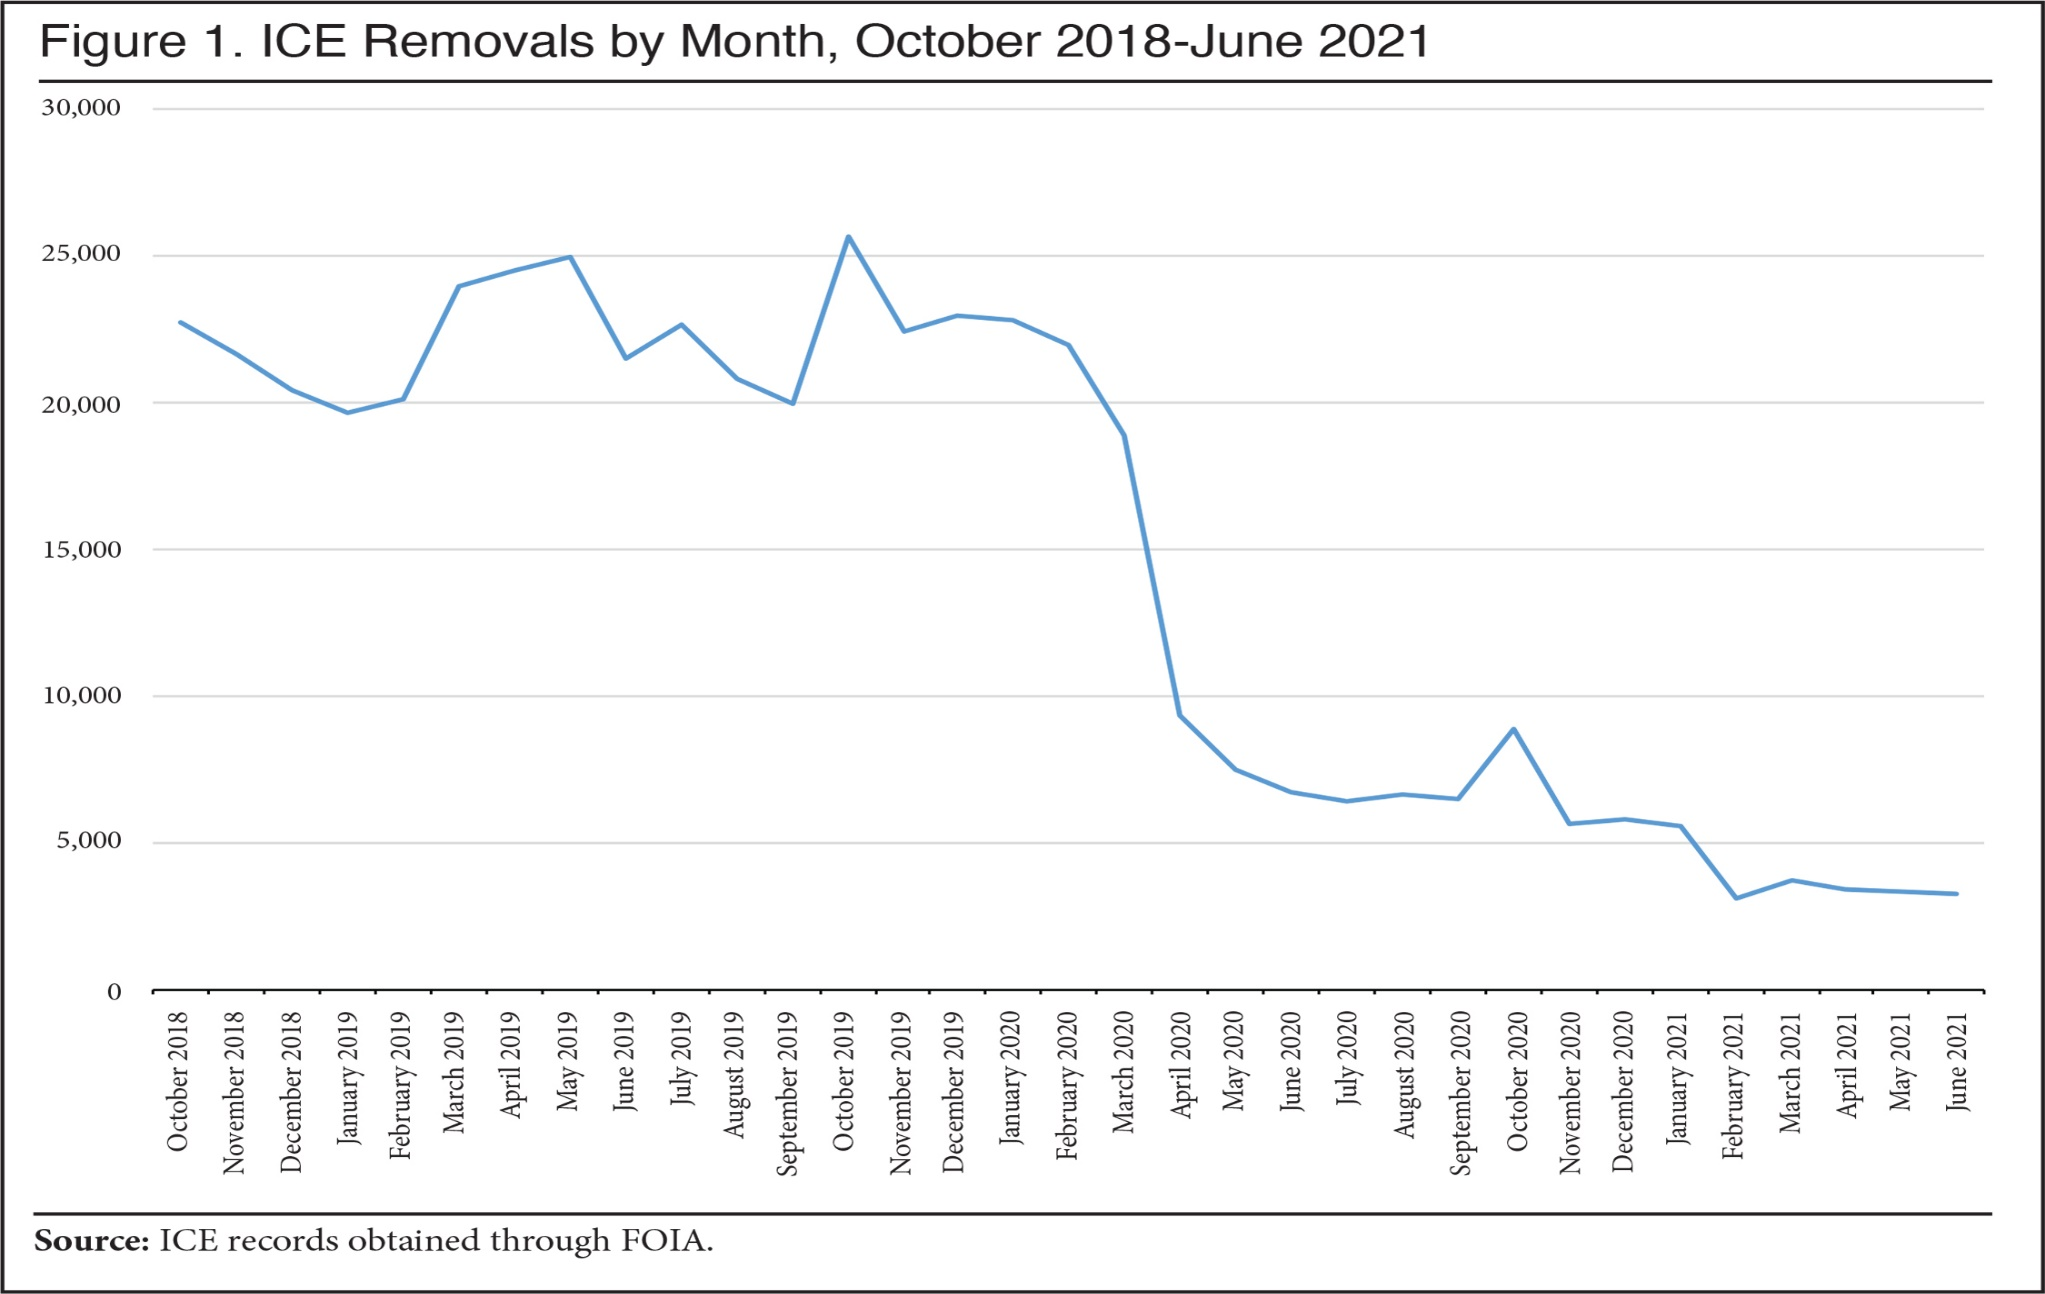 Figure 1. ICE Removals by Month, October 2018-June 2021
30,000
25,000
20,000
15,000
10,000
5,000
0
October 2018
November 2018
December 2018
January 2019
February 2019
March 2019
April 2019
May 2019
June 2019
July 2019
August 2019
September 2019
October 2019
November 2019
December 2019
January 2020
February 2020
March 2020
April 2020
May 2020
June 2020
July 2020
August 2020
September 2020
October 2020
November 2020
December 2020
January 2021
February 2021
March 2021
April 2021
May 2021
June 2021
Source: ICE records obtained through FOIA.